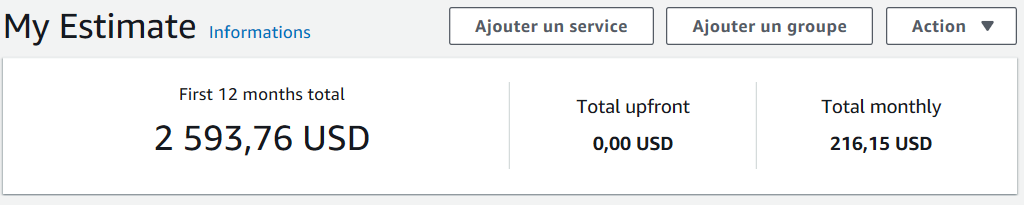 My Estimate Informations Ajouter un service Ajouter un groupe Action
First 12 months total
2 593,76 USD
Total upfront
0,00 USD
Total monthly
216,15 USD